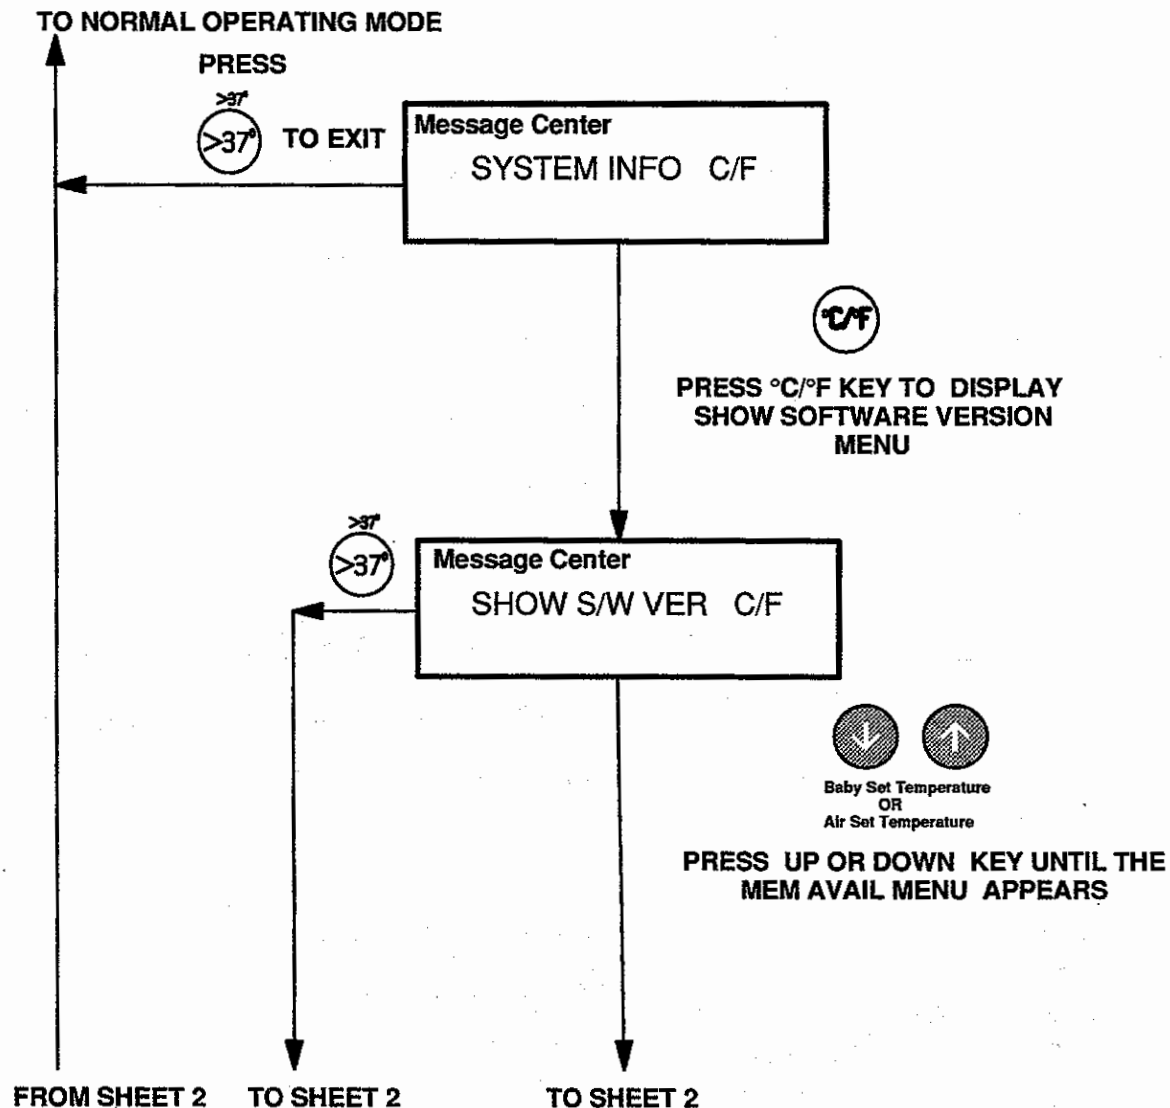 TO NORMAL OPERATING MODE
PRESS
>37°
>37°
TO EXIT
Message Center
SYSTEM INFO C/F
°C/°F
PRESS °C/°F KEY TO DISPLAY
SHOW SOFTWARE VERSION
MENU
>37°
>37°
Message Center
SHOW S/W VER C/F
Baby Set Temperature
OR
Air Set Temperature
PRESS UP OR DOWN KEY UNTIL THE
MEM AVAIL MENU APPEARS
FROM SHEET 2
TO SHEET 2
TO SHEET 2